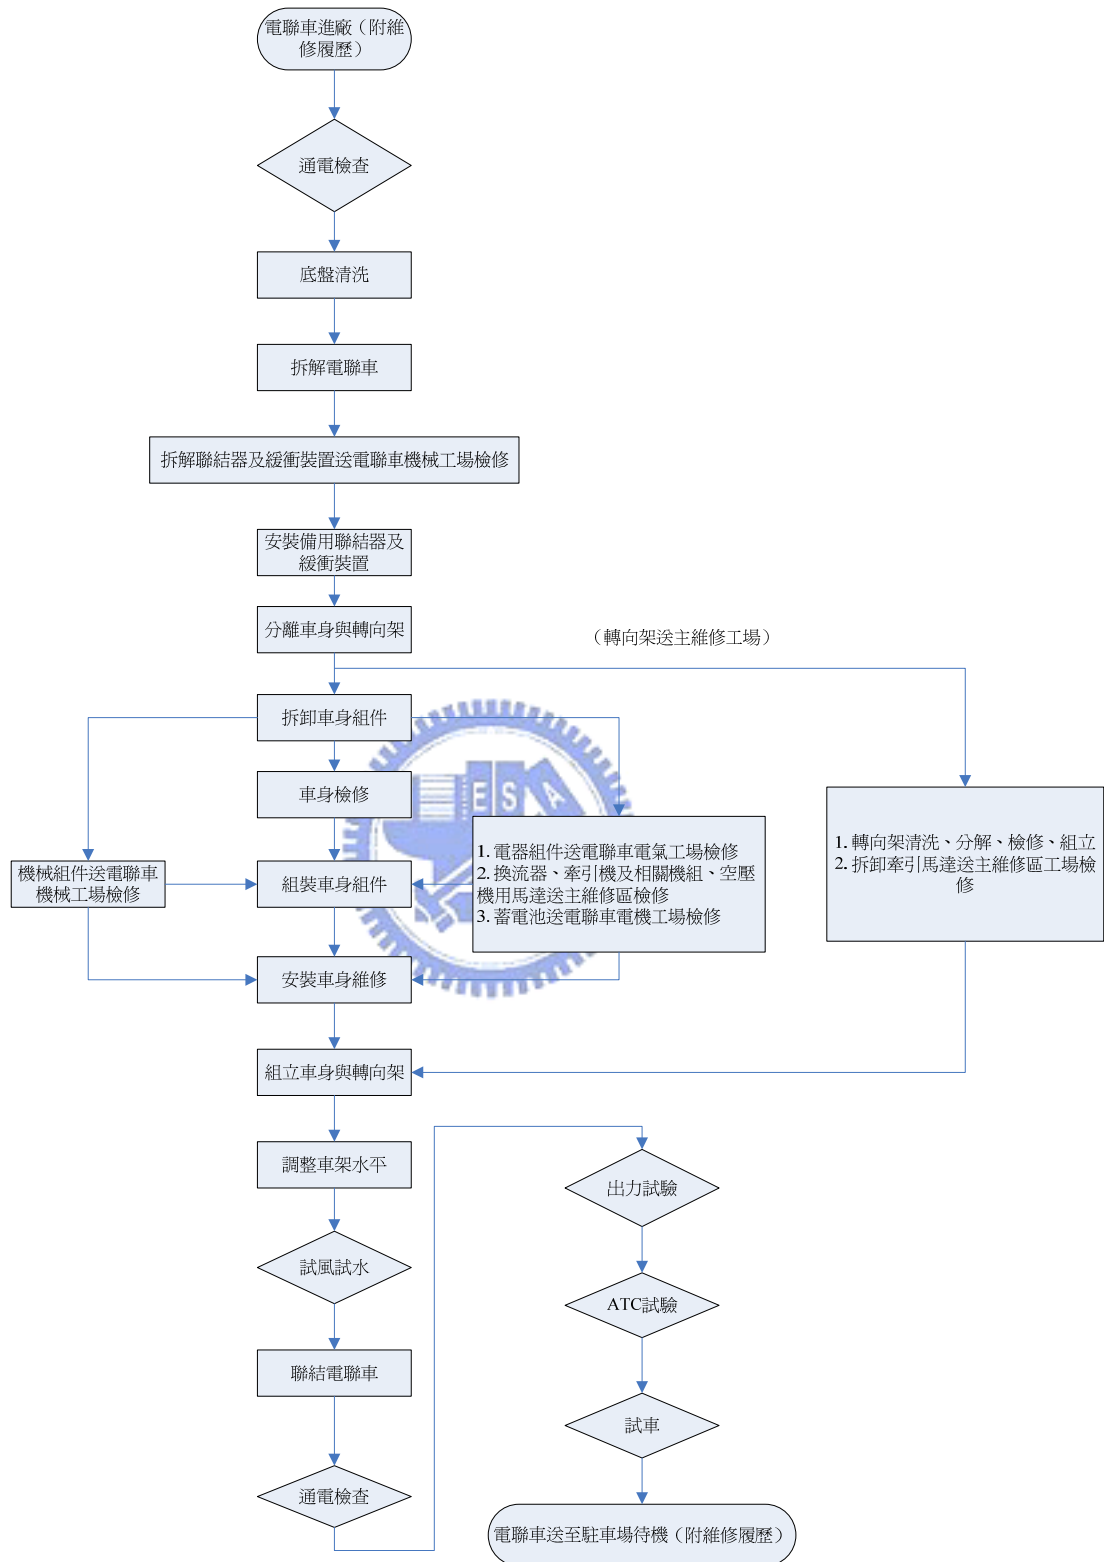 電聯車進廠（附維
修履歷）
通電檢查
底盤清洗
拆解電聯車
拆解聯結器及緩衝裝置送電聯車機械工場檢修
安裝備用聯結器及
緩衝裝置
分離車身與轉向架
（轉向架送主維修工場）
拆卸車身組件
車身檢修
機械組件送電聯車
機械工場檢修
組裝車身組件
1. 電器組件送電聯車電氣工場檢修
2. 換流器、牽引機及相關機組、空壓
機用馬達送主維修區檢修
3. 蓄電池送電聯車電機工場檢修
1. 轉向架清洗、分解、檢修、組立
2. 拆卸牽引馬達送主維修區工場檢
修
安裝車身維修
組立車身與轉向架
調整車架水平
試風試水
聯結電聯車
通電檢查
出力試驗
ATC試驗
試車
電聯車送至駐車場待機（附維修履歷）
ESA